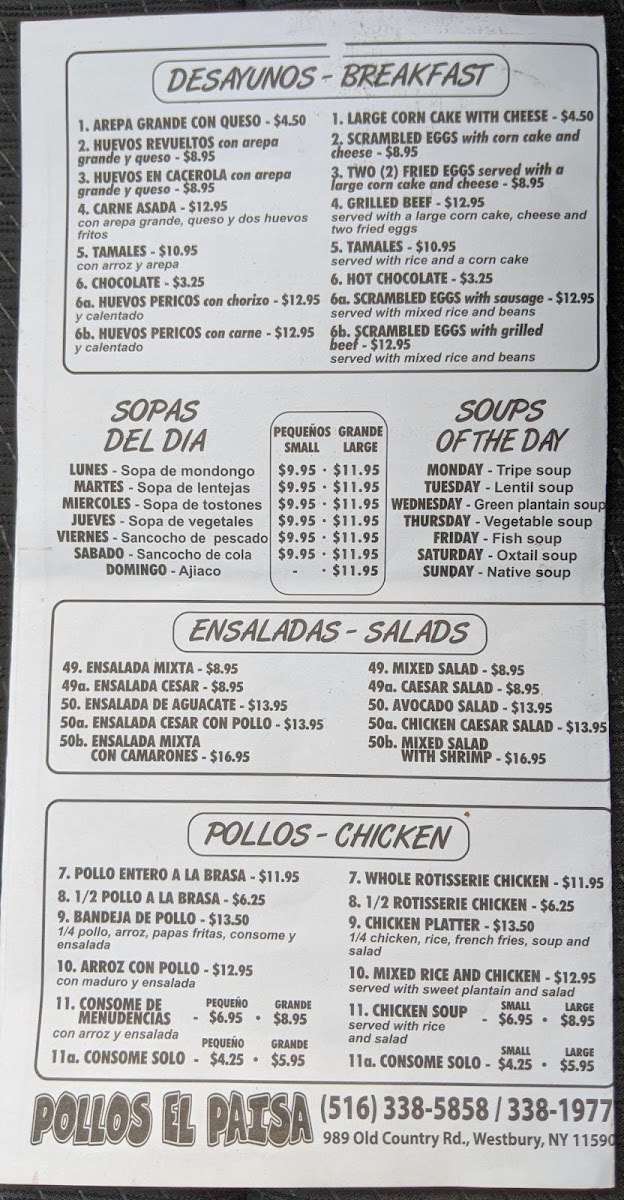 DESAYUNOS - BREAKFAST
1. AREPA GRANDE CON QUESO - $4.50
2. HUEVOS REVUELTOS con arepa
grande y queso - $8.95
3. HUEVOS EN CACEROLA con arepa
grande y queso - $8.95
4. CARNE ASADA - $12.95
con arepa grande, queso y dos huevos
fritos
5. TAMALES - $10.95
con arroz y arepa
6. CHOCOLATE - $3.25
6a. HUEVOS PERICOS con chorizo - $12.95
y calentado
6b. HUEVOS PERICOS con carne - $12.95
y calentado
1. LARGE CORN CAKE WITH CHEESE - $4.50
2. SCRAMBLED EGGS with corn cake and
cheese - $8.95
3. TWO (2) FRIED EGGS served with a
large corn cake and cheese - $8.95
4. GRILLED BEEF - $12.95
served with a large corn cake, cheese and
two fried eggs
5. TAMALES - $10.95
served with rice and a corn cake
6. HOT CHOCOLATE - $3.25
6a. SCRAMBLED EGGS with sausage - $12.95
served with mixed rice and beans
6b. SCRAMBLED EGGS with grilled
beef - $12.95
served with mixed rice and beans
SOPAS
DEL DIA
PEQUEÑOS GRANDE
SMALL LARGE
SOUPS
OF THE DAY
LUNES - Sopa de mondongo $9.95 · $11.95 MONDAY - Tripe soup
MARTES - Sopa de lentejas $9.95 · $11.95 TUESDAY - Lentil soup
MIERCOLES - Sopa de tostones $9.95 · $11.95 WEDNESDAY - Green plantain soup
JUEVES - Sopa de vegetales $9.95 · $11.95 THURSDAY - Vegetable soup
VIERNES - Sancocho de pescado $9.95 · $11.95 FRIDAY - Fish soup
SABADO - Sancocho de cola $9.95 · $11.95 SATURDAY - Oxtail soup
DOMINGO - Ajiaco - · $11.95 SUNDAY - Native soup
ENSALADAS - SALADS
49. ENSALADA MIXTA - $8.95
49a. ENSALADA CESAR - $8.95
50. ENSALADA DE AGUACATE - $13.95
50a. ENSALADA CESAR CON POLLO - $13.95
50b. ENSALADA MIXTA
CON CAMARONES - $16.95
49. MIXED SALAD - $8.95
49a. CAESAR SALAD - $8.95
50. AVOCADO SALAD - $13.95
50a. CHICKEN CAESAR SALAD - $13.95
50b. MIXED SALAD
WITH SHRIMP - $16.95
POLLOS - CHICKEN
7. POLLO ENTERO A LA BRASA - $11.95
8. 1/2 POLLO A LA BRASA - $6.25
9. BANDEJA DE POLLO - $13.50
1/4 pollo, arroz, papas fritas, consome y
ensalada
10. ARROZ CON POLLO - $12.95
con maduro y ensalada
11. CONSOME DE PEQUEÑO GRANDE
MENUDENCIAS - $6.95 · $8.95
con arroz y ensalada
PEQUEÑO GRANDE
11a. CONSOME SOLO - $4.25 · $5.95
7. WHOLE ROTISSERIE CHICKEN - $11.95
8. 1/2 ROTISSERIE CHICKEN - $6.25
9. CHICKEN PLATTER - $13.50
1/4 chicken, rice, french fries, soup and
salad
10. MIXED RICE AND CHICKEN - $12.95
served with sweet plantain and salad
SMALL LARGE
11. CHICKEN SOUP - $6.95 · $8.95
served with rice
and salad
SMALL LARGE
11a. CONSOME SOLO - $4.25 · $5.95
POLLOS EL PAISA
(516) 338-5858 / 338-1977
989 Old Country Rd., Westbury, NY 11590